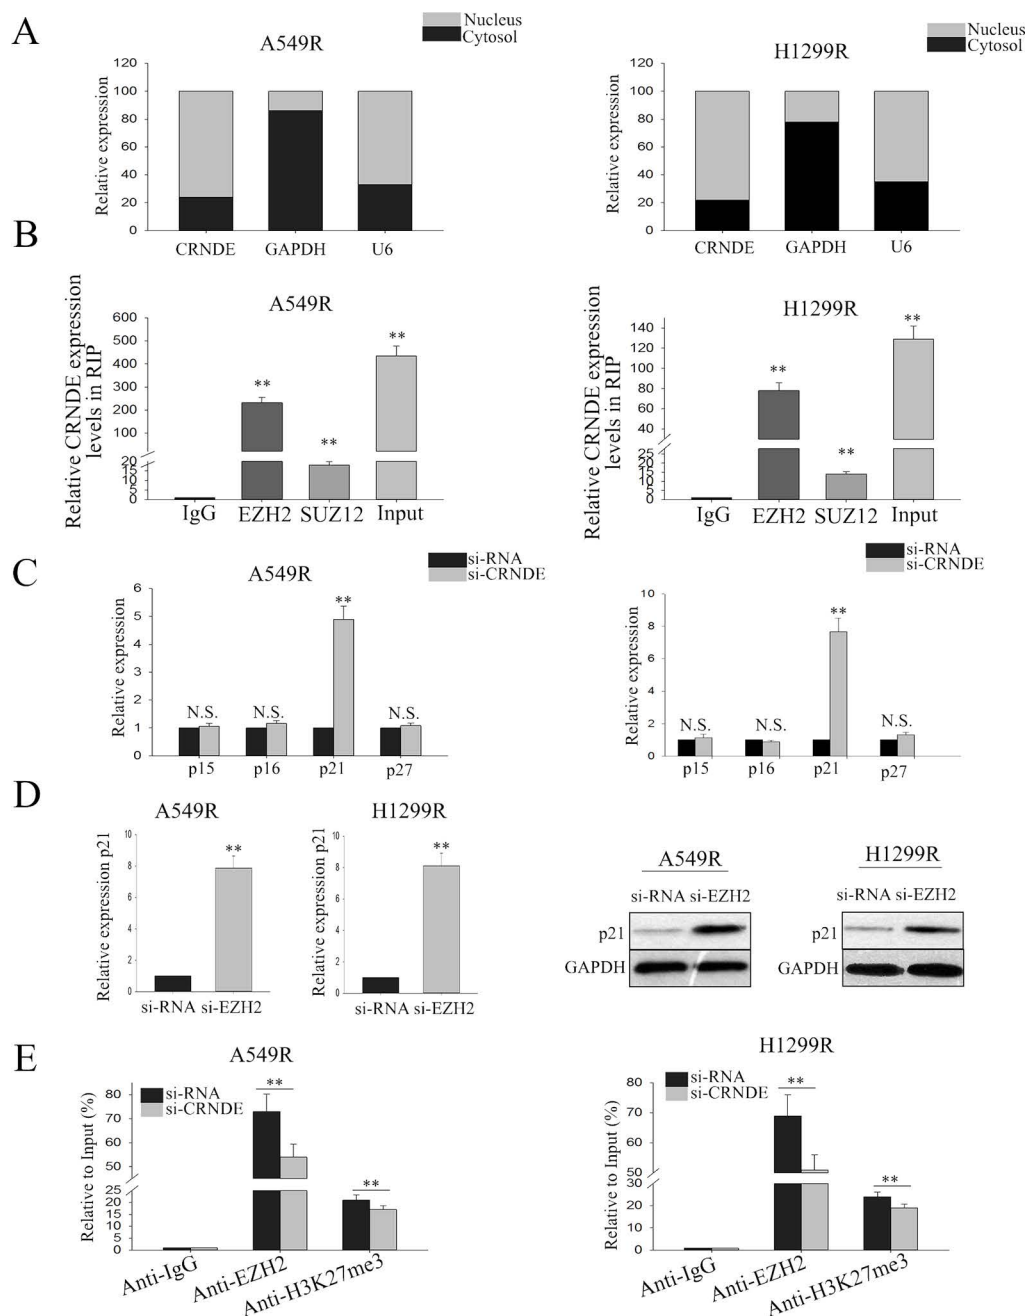 A
A549R
Nucleus
Cytosol
Relative expression
120
100
80
60
40
20
0
CRNDE GAPDH U6
H1299R
Nucleus
Cytosol
Relative expression
120
100
80
60
40
20
0
CRNDE GAPDH U6
B
A549R
Relative CRNDE expression
levels in RIP
600
500
400
300
200
100
20
15
10
5
0
** ** **
IgG EZH2 SUZ12 Input
H1299R
Relative CRNDE expression
levels in RIP
140
120
100
80
60
40
25
20
15
10
5
0
** ** **
IgG EZH2 SUZ12 Input
C
A549R
si-RNA
si-CRNDE
Relative expression
6
5
4
3
2
1
0
N.S. N.S. ** N.S.
p15 p16 p21 p27
si-RNA
si-CRNDE
Relative expression
10
8
6
4
2
0
N.S. N.S. ** N.S.
p15 p16 p21 p27
D
A549R
Relative expression p21
10
8
6
4
2
0
**
si-RNA si-EZH2
H1299R
Relative expression p21
10
8
6
4
2
0
**
si-RNA si-EZH2
A549R
si-RNA si-EZH2
p21
GAPDH
H1299R
si-RNA si-EZH2
p21
GAPDH
E
A549R
si-RNA
si-CRNDE
Relative to Input (%)
80
70
60
50
25
20
15
10
5
0
** **
Anti-IgG Anti-EZH2 Anti-H3K27me3
H1299R
si-RNA
si-CRNDE
Relative to Input (%)
80
70
60
50
30
20
10
0
** **
Anti-IgG Anti-EZH2 Anti-H3K27me3